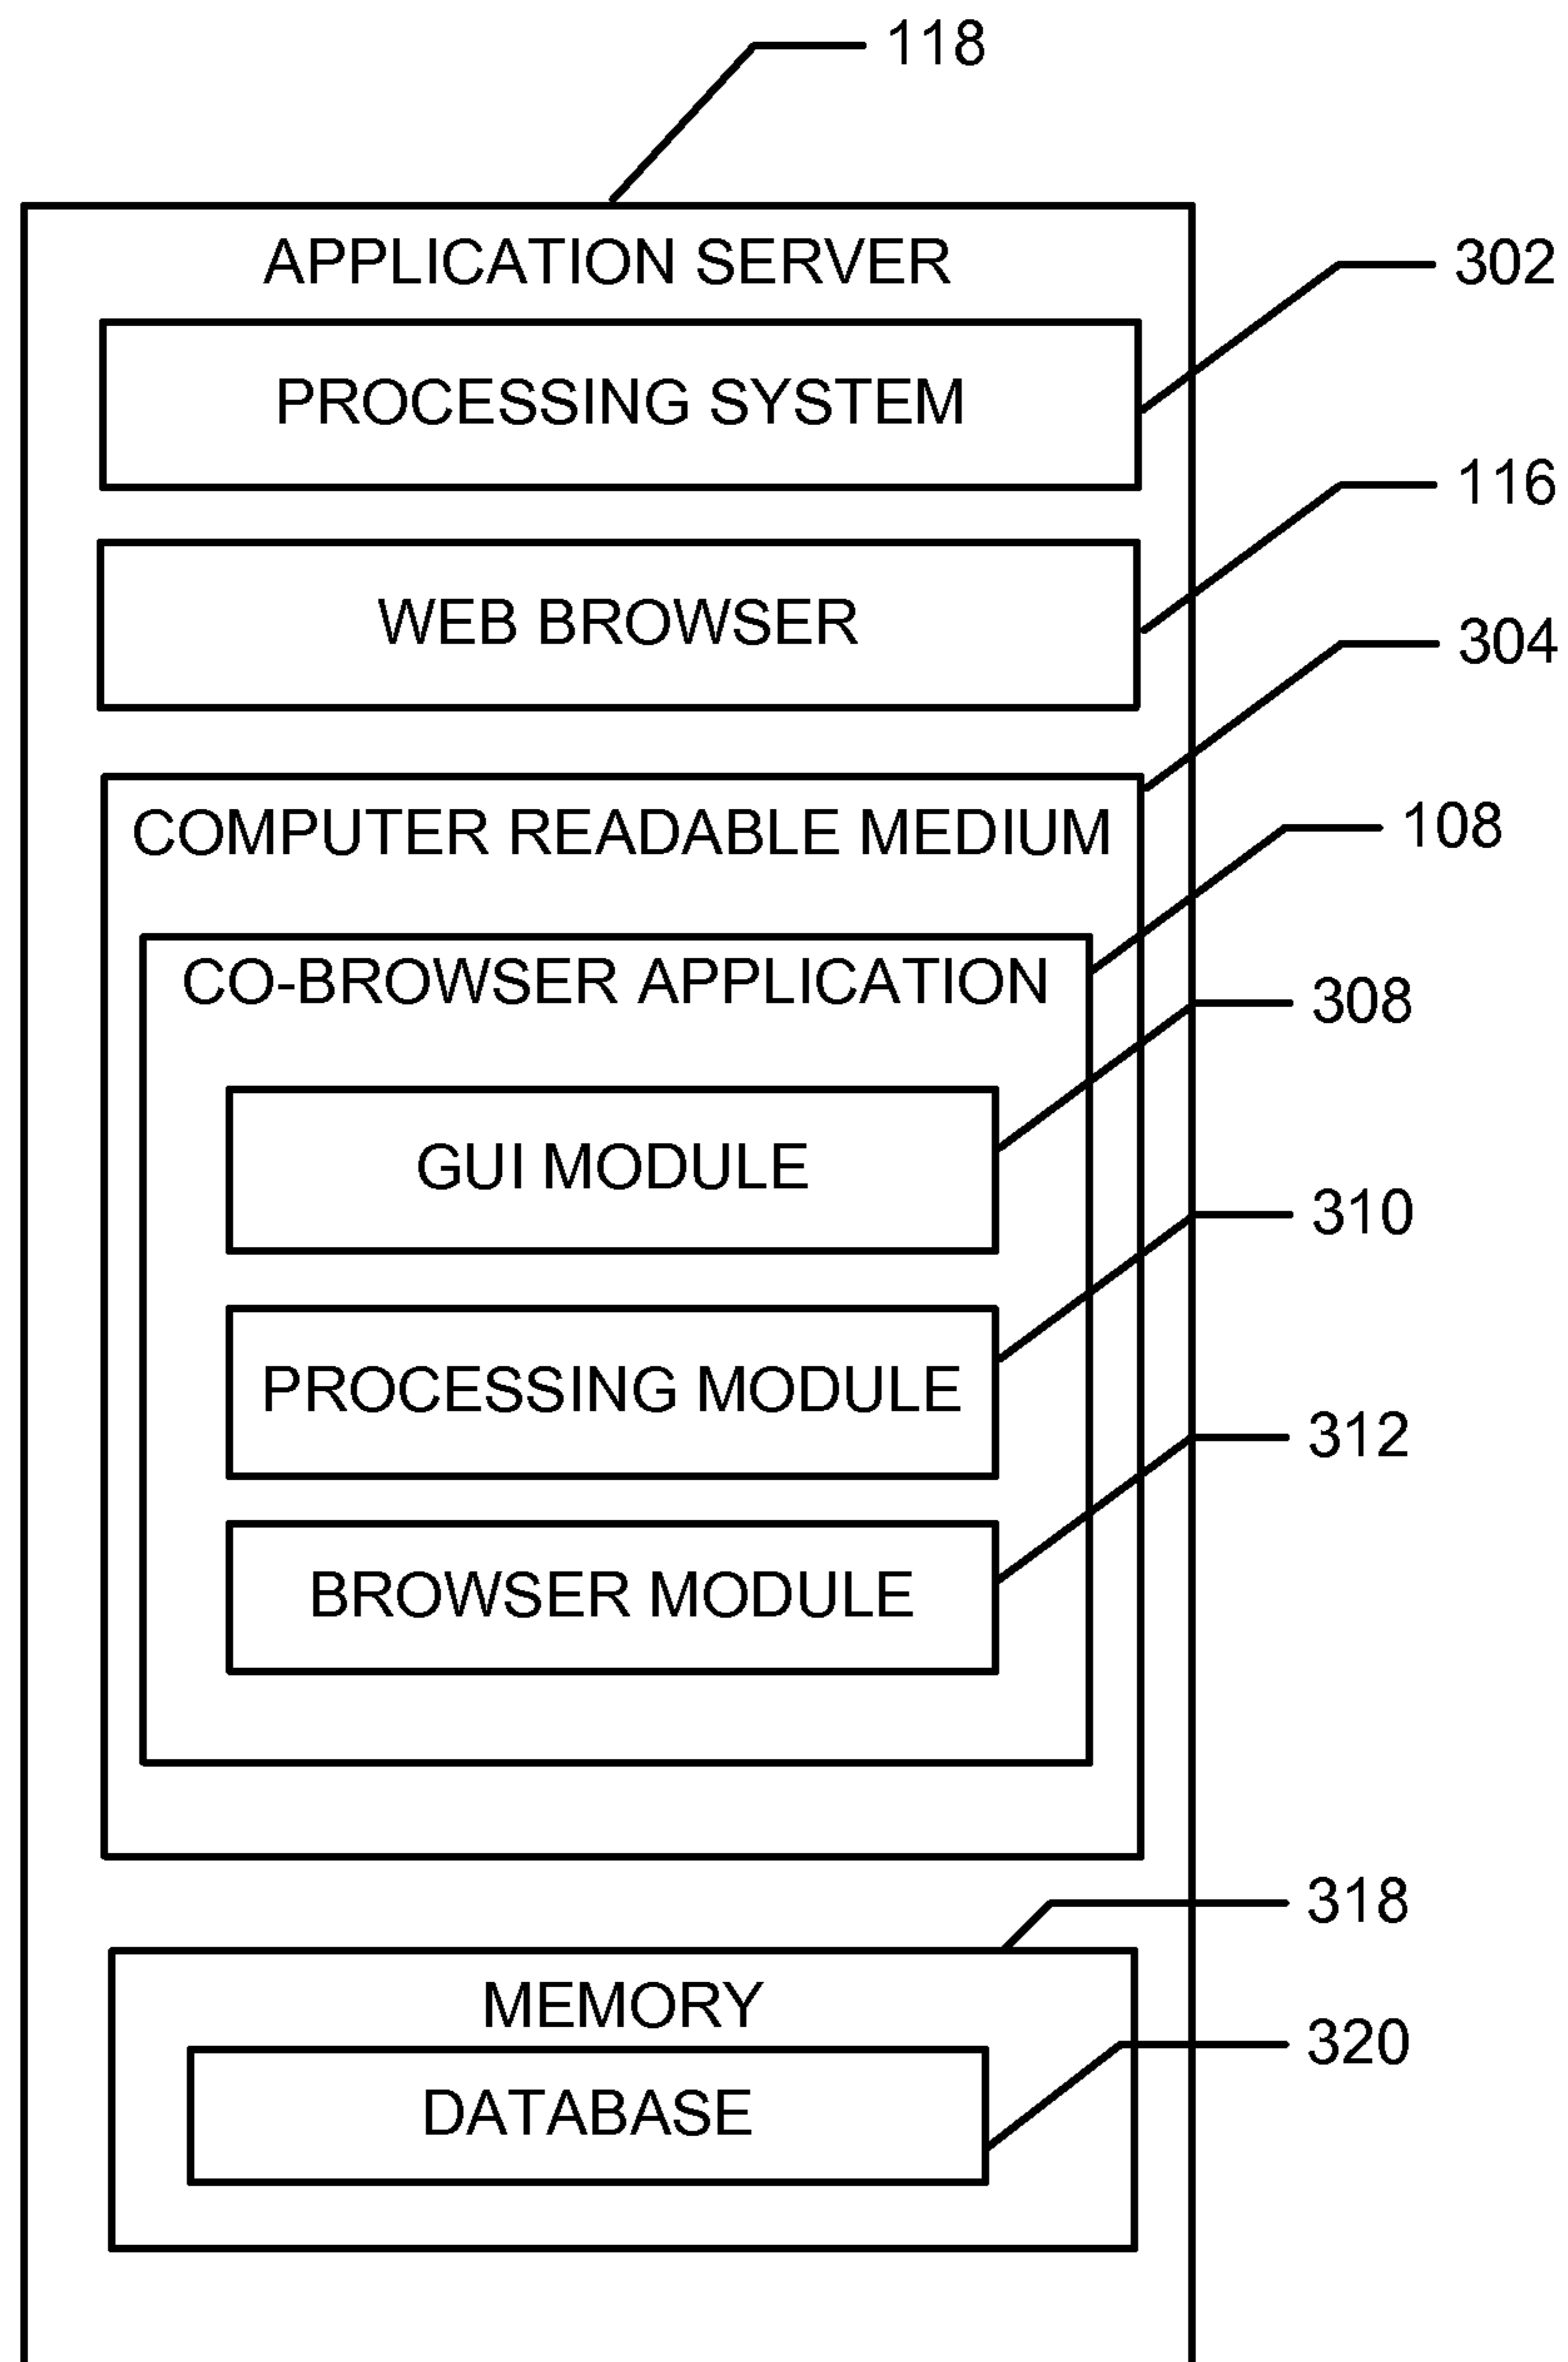 118
APPLICATION SERVER
302
PROCESSING SYSTEM
116
WEB BROWSER
304
COMPUTER READABLE MEDIUM
108
CO-BROWSER APPLICATION
308
GUI MODULE
310
PROCESSING MODULE
312
BROWSER MODULE
318
MEMORY
320
DATABASE